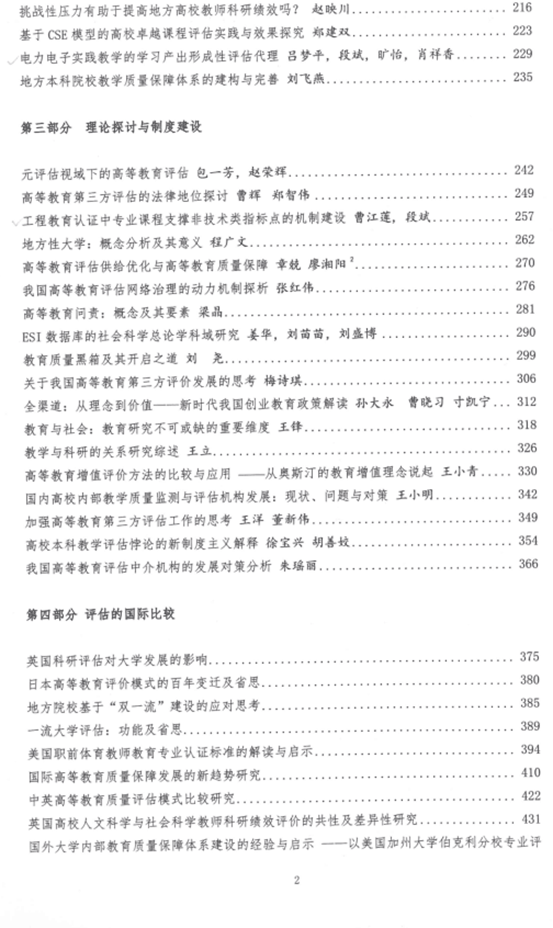 挑战性压力有助于提高地方高校教师科研绩效吗？ 赵映川............................ 216
基于 CSE 模型的高校卓越课程评估实践与效果探究 郑建双........................ 223
电力电子实践教学的学习产出形成性评估代理 吕梦平，段斌，旷怡，肖祥香........ 229
地方本科院校教学质量保障体系的建构与完善 刘飞燕............................ 235
第三部分 理论探讨与制度建设
元评估视域下的高等教育评估 包一芳，赵荣辉.................................. 242
高等教育第三方评估的法律地位探讨 曹辉 郑智伟.............................. 249
工程教育认证中专业课程支撑非技术类指标点的机制建设 曹江莲，段斌............ 257
地方性大学：概念分析及其意义 程广文........................................ 262
高等教育评估供给优化与高等教育质量保障 章兢 廖湘阳²........................ 270
我国高等教育评估网络治理的动力机制探析 张红伟.............................. 276
高等教育问责：概念及其要素 梁晶............................................ 281
ESI 数据库的社会科学总论学科域研究 姜华，刘苗苗，刘盛博.................... 290
教育质量黑箱及其开启之道 刘 尧............................................ 299
关于我国高等教育第三方评价发展的思考 梅诗琪................................ 306
全渠道：从理念到价值——新时代我国创业教育政策解读 孙大永 曹晓习 寸凯宁... 312
教育与社会：教育研究不可或缺的重要维度 王锋................................ 318
教学与科研的关系研究综述 王立.............................................. 326
高等教育增值评价方法的比较与应用 ——从奥斯汀的教育增值理念说起 王小青..... 330
国内高校内部教学质量监测与评估机构发展：现状、问题与对策 王小明............ 342
加强高等教育第三方评估工作的思考 王洋 董新伟.............................. 349
高校本科教学评估悖论的新制度主义解释 徐宝兴 胡善姣........................ 354
我国高等教育评估中介机构的发展对策分析 朱瑶丽.............................. 366
第四部分 评估的国际比较
英国科研评估对大学发展的影响.............................................. 375
日本高等教育评价模式的百年变迁及省思...................................... 380
地方院校基于“双一流”建设的应对思考...................................... 385
一流大学评估：功能及省思.................................................. 389
美国职前体育教师教育专业认证标准的解读与启示.............................. 394
国际高等教育质量保障发展的新趋势研究...................................... 410
中英高等教育质量评估模式比较研究.......................................... 422
英国高校人文科学与社会科学教师科研绩效评价的共性及差异性研究.............. 431
国外大学内部教育质量保障体系建设的经验与启示 ——以美国加州大学伯克利分校专业评
2